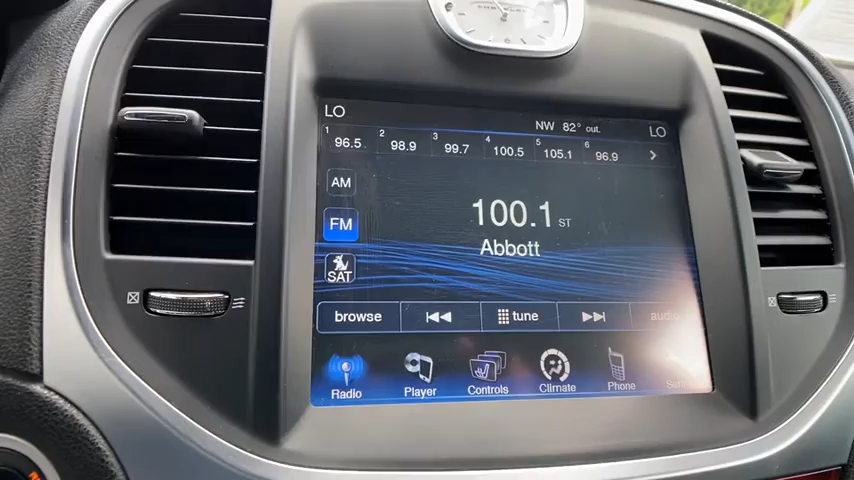 CHRYSLER
LO
NW 82° out.
LO
1 96.5
2 98.9
3 99.7
4 100.5
5 105.1
6 96.9
AM
FM
SAT
100.1 ST
Abbott
browse
tune
audio
Radio
Player
Controls
Climate
Phone